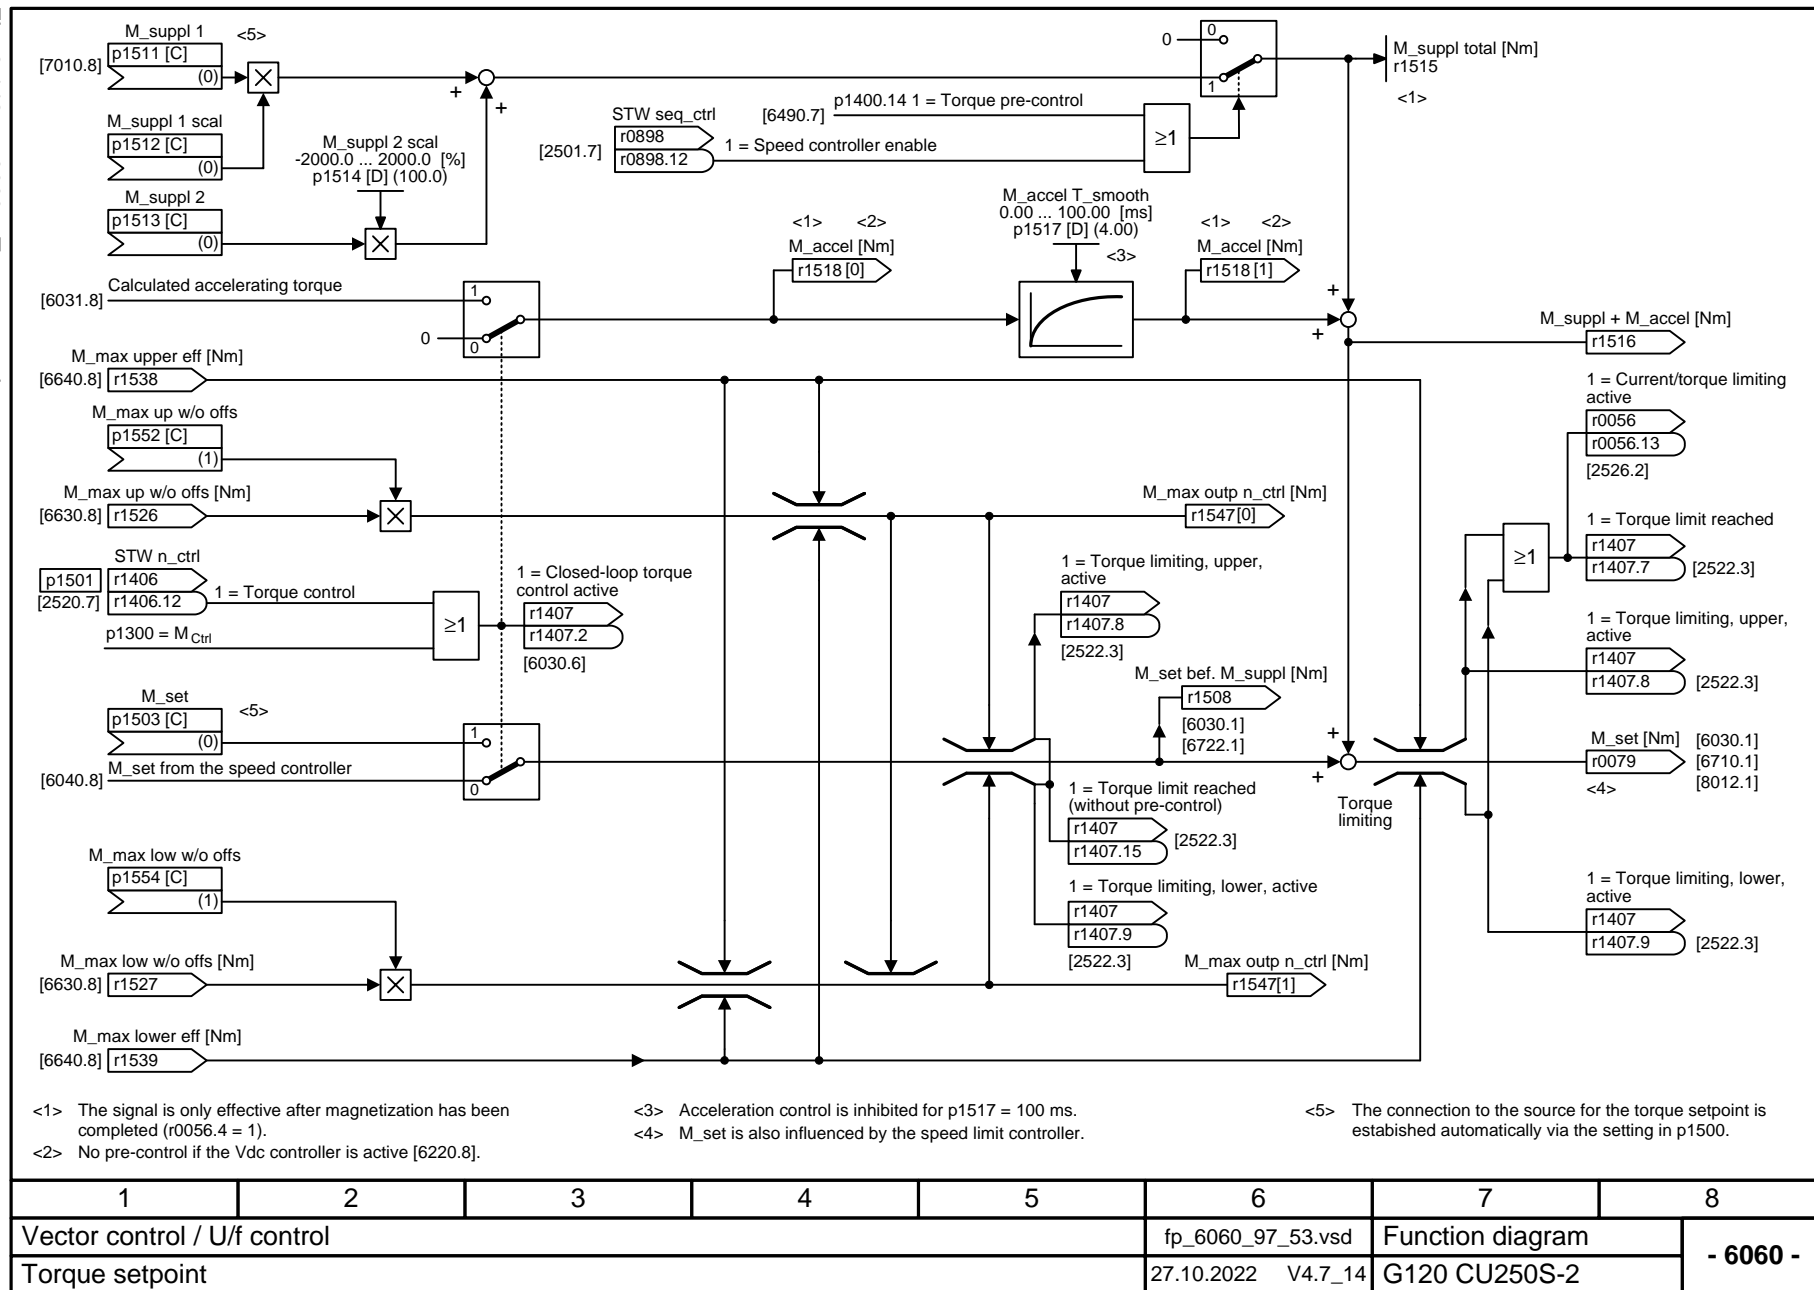 M_suppl 1
<5>
[7010.8]
p1511 [C]
(0)
M_suppl 1 scal
p1512 [C]
(0)
M_suppl 2
p1513 [C]
(0)
M_suppl 2 scal
-2000.0 ... 2000.0 [%]
p1514 [D] (100.0)
+
+
STW seq_ctrl
[2501.7]
r0898
r0898.12
[6490.7]
p1400.14 1 = Torque pre-control
1 = Speed controller enable
≥1
0
0
1
M_suppl total [Nm]
r1515
<1>
M_accel T_smooth
0.00 ... 100.00 [ms]
p1517 [D] (4.00)
<3>
<1> <2>
M_accel [Nm]
r1518 [0]
<1> <2>
M_accel [Nm]
r1518 [1]
[6031.8]
Calculated accelerating torque
1
0
0
+
+
M_suppl + M_accel [Nm]
r1516
M_max upper eff [Nm]
[6640.8]
r1538
M_max up w/o offs
p1552 [C]
(1)
M_max up w/o offs [Nm]
[6630.8]
r1526
M_max outp n_ctrl [Nm]
r1547[0]
1 = Current/torque limiting
active
r0056
r0056.13
[2526.2]
1 = Torque limit reached
r1407
r1407.7
[2522.3]
≥1
STW n_ctrl
p1501
[2520.7]
r1406
r1406.12
1 = Torque control
p1300 = M Ctrl
≥1
1 = Closed-loop torque
control active
r1407
r1407.2
[6030.6]
1 = Torque limiting, upper,
active
r1407
r1407.8
[2522.3]
1 = Torque limiting, upper,
active
r1407
r1407.8
[2522.3]
M_set bef. M_suppl [Nm]
r1508
[6030.1]
[6722.1]
M_set
<5>
p1503 [C]
(0)
[6040.8]
M_set from the speed controller
1
0
+
+
Torque
limiting
M_set [Nm]
r0079
<4>
[6030.1]
[6710.1]
[8012.1]
1 = Torque limit reached
(without pre-control)
r1407
r1407.15
[2522.3]
1 = Torque limiting, lower, active
r1407
r1407.9
[2522.3]
1 = Torque limiting, lower,
active
r1407
r1407.9
[2522.3]
M_max low w/o offs
p1554 [C]
(1)
M_max low w/o offs [Nm]
[6630.8]
r1527
M_max outp n_ctrl [Nm]
r1547[1]
M_max lower eff [Nm]
[6640.8]
r1539
<1> The signal is only effective after magnetization has been
completed (r0056.4 = 1).
<2> No pre-control if the Vdc controller is active [6220.8].
<3> Acceleration control is inhibited for p1517 = 100 ms.
<4> M_set is also influenced by the speed limit controller.
<5> The connection to the source for the torque setpoint is
estabished automatically via the setting in p1500.
1 2 3 4 5 6 7 8
Vector control / U/f control
fp_6060_97_53.vsd
Function diagram
- 6060 -
Torque setpoint
27.10.2022 V4.7_14
G120 CU250S-2